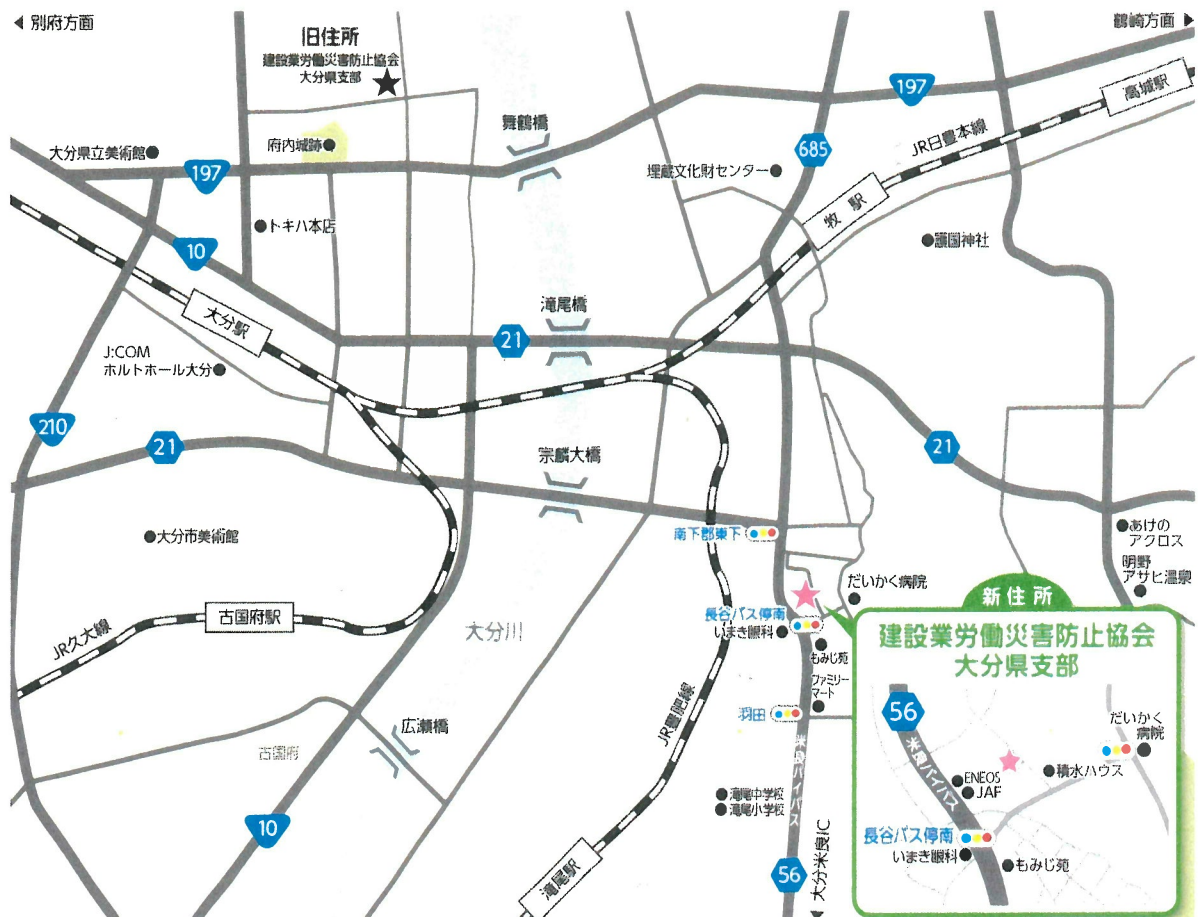 別府方面
鶴崎方面
旧住所
建設業労働災害防止協会
大分県支部
197
高城駅
舞鶴橋
JR日豊本線
大分県立美術館
府内城跡
685
197
埋蔵文化財センター
牧駅
トキハ本店
護国神社
10
滝尾橋
大分駅
21
J:COM
ホルトホール大分
210
21
21
宗麟大橋
南下郡東下
大分市美術館
あけの
アクロス
明野
アサヒ温泉
だいかく病院
新住所
古国府駅
JR久大線
大分川
長谷バス停南
いまき眼科
もみじ苑
ファミリー
マート
建設業労働災害防止協会
大分県支部
JR豊肥線
羽田
広瀬橋
古国府
米良バイパス
56
米良バイパス
だいかく
病院
ENEOS
JAF
積水ハウス
滝尾中学校
滝尾小学校
10
長谷バス停南
いまき眼科
もみじ苑
滝尾駅
56
大分米良IC